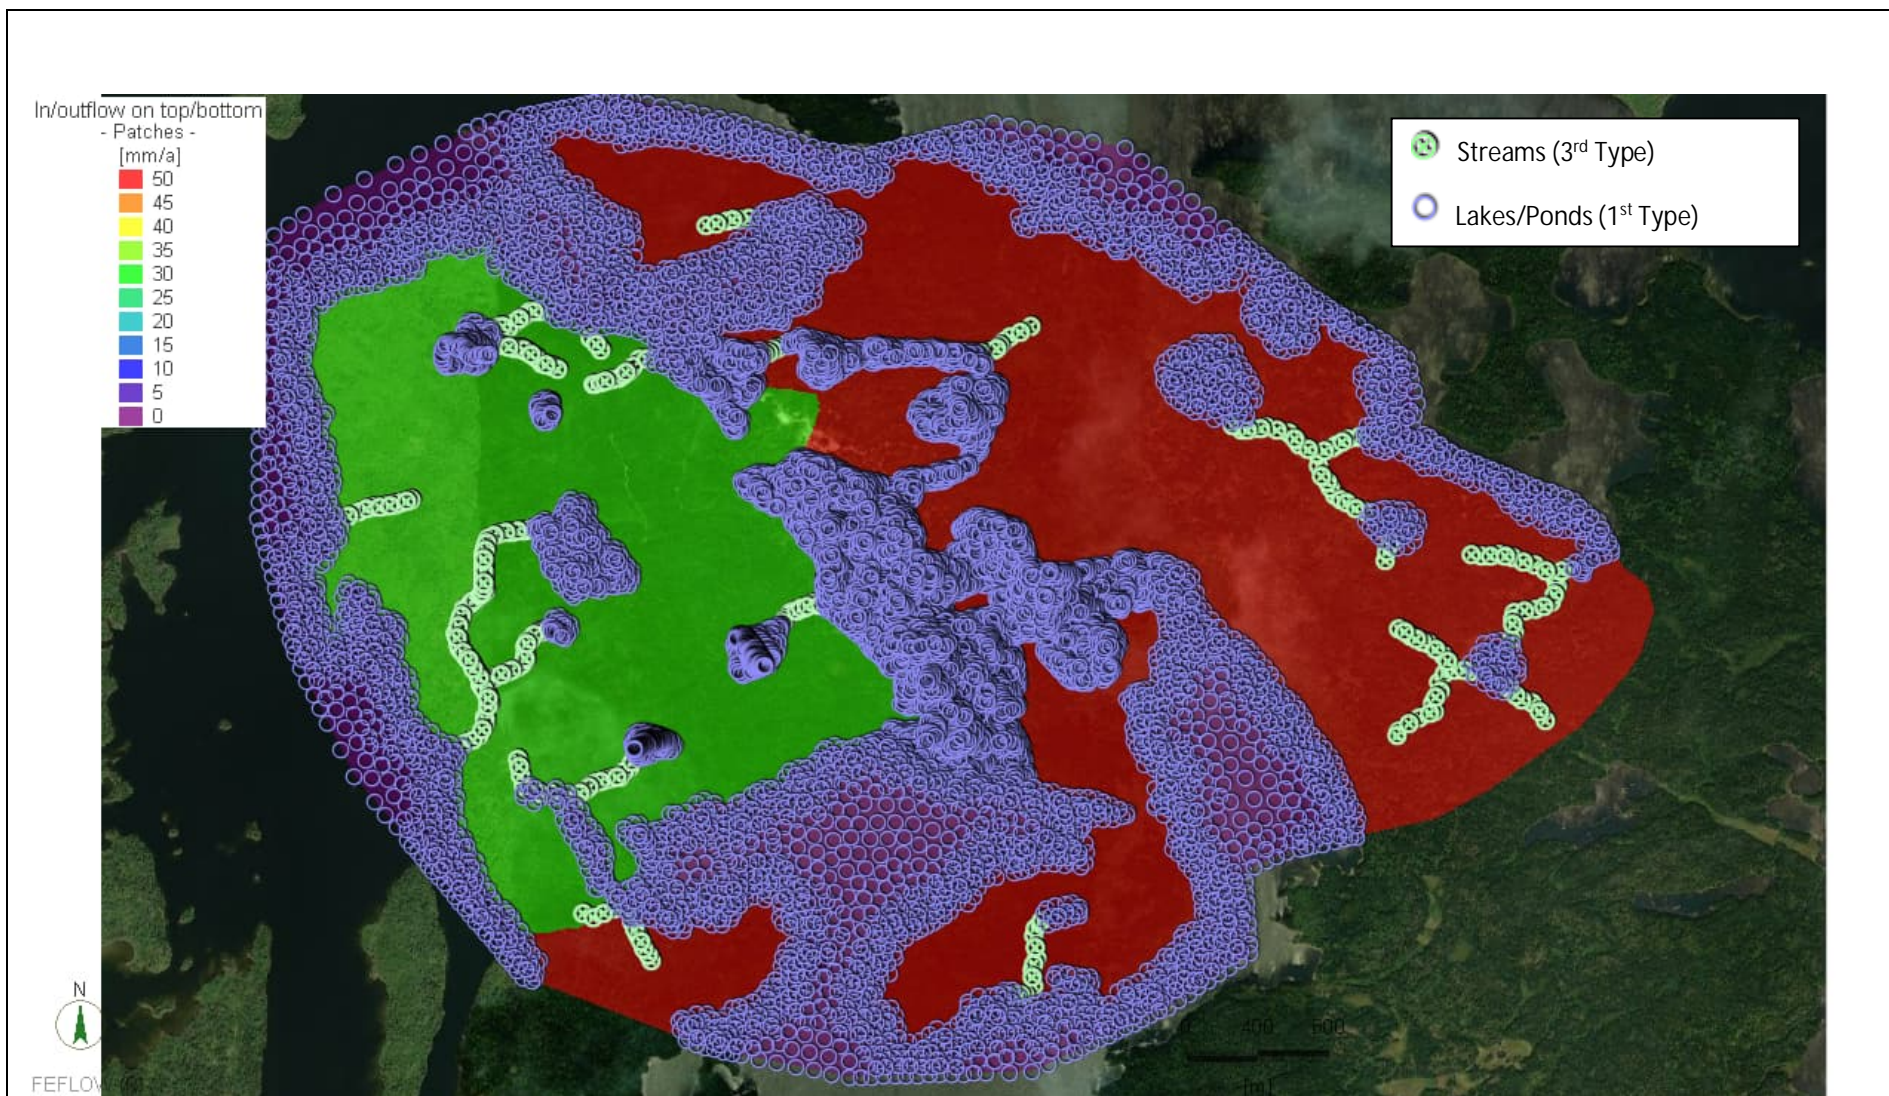 In/outflow on top/bottom
- Patches -
[mm/a]
50
45
40
35
30
25
20
15
10
5
0
Streams (3rd Type)
Lakes/Ponds (1st Type)
N
0 400 800
[m]